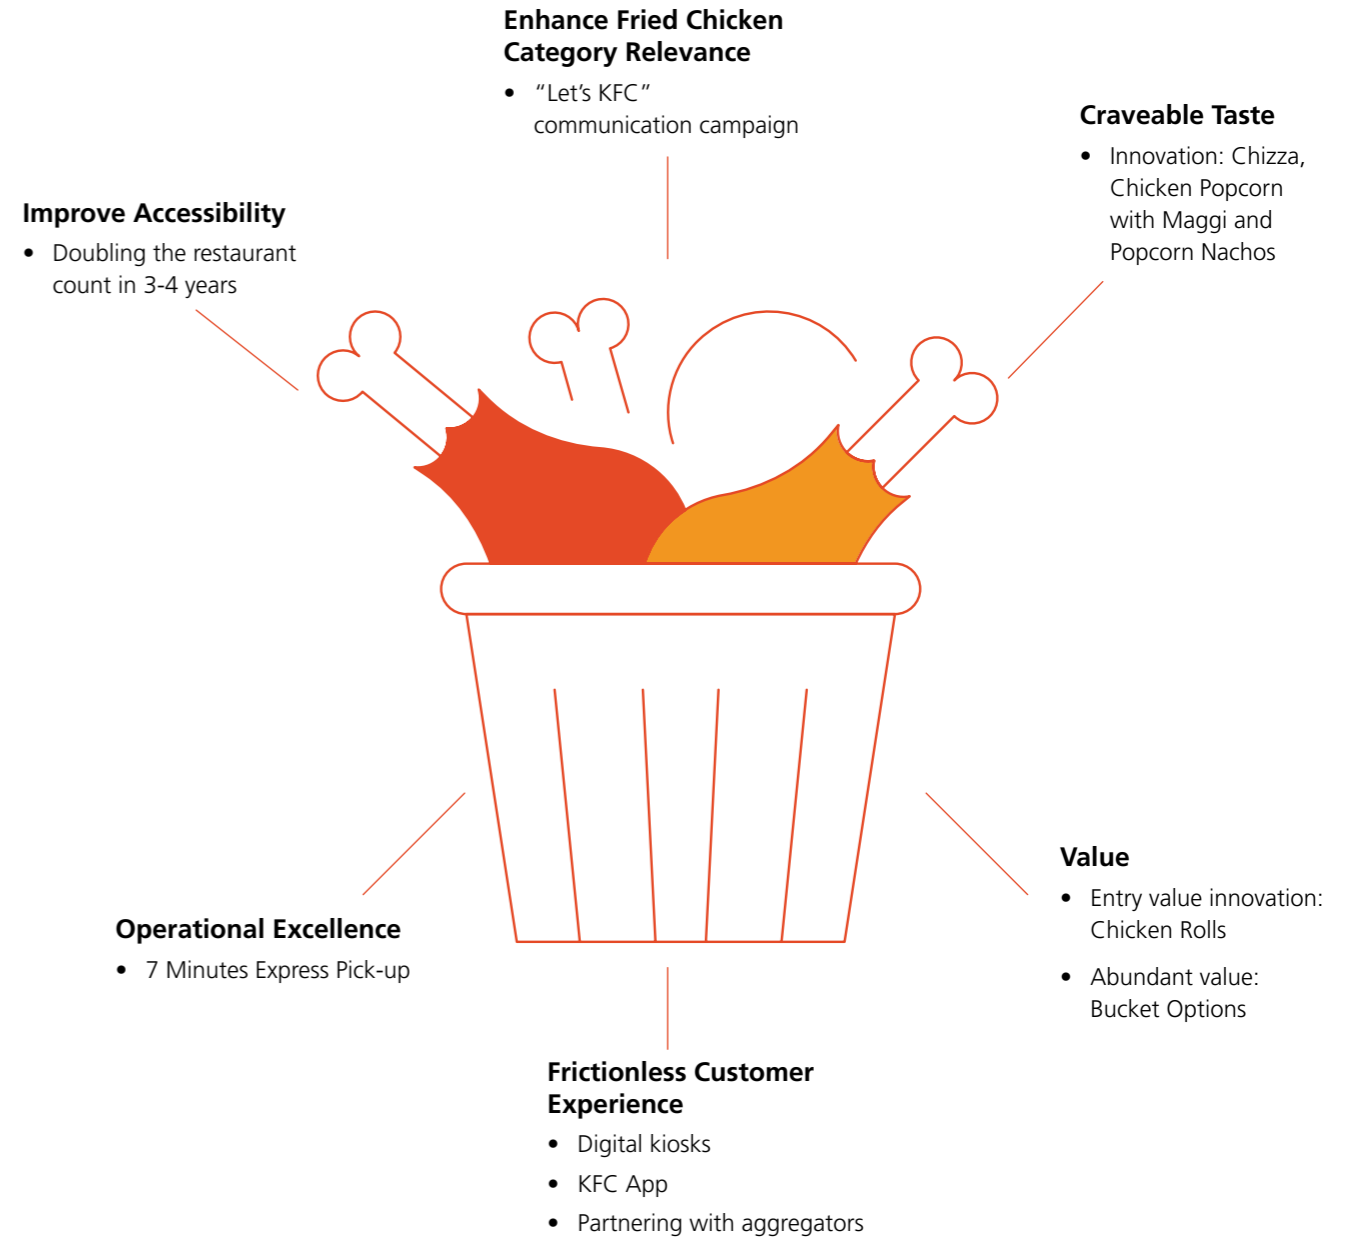 Enhance Fried Chicken
Category Relevance
• “Let’s KFC”
communication campaign
Craveable Taste
• Innovation: Chizza,
Chicken Popcorn
with Maggi and
Popcorn Nachos
Improve Accessibility
• Doubling the restaurant
count in 3-4 years
Value
• Entry value innovation:
Chicken Rolls
• Abundant value:
Bucket Options
Operational Excellence
• 7 Minutes Express Pick-up
Frictionless Customer
Experience
• Digital kiosks
• KFC App
• Partnering with aggregators